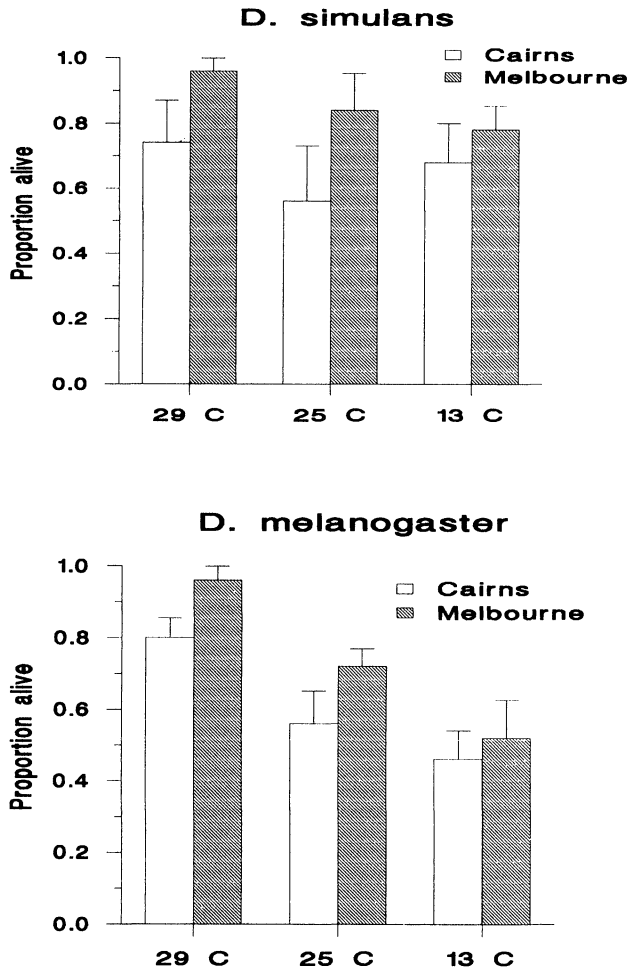 D. simulans
Cairns
Melbourne
Proportion alive
1.0
0.8
0.6
0.4
0.2
0.0
29 C 25 C 13 C
D. melanogaster
Cairns
Melbourne
Proportion alive
1.0
0.8
0.6
0.4
0.2
0.0
29 C 25 C 13 C